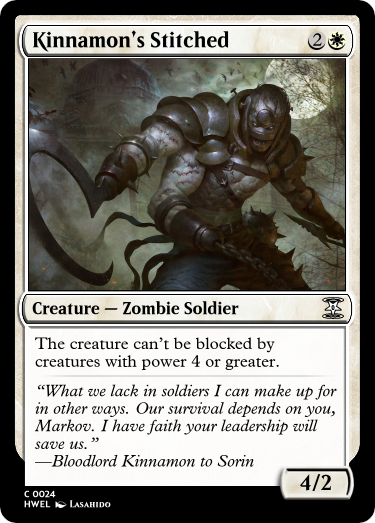 Kinnamon's Stitched 2
Creature — Zombie Soldier
The creature can't be blocked by
creatures with power 4 or greater.
"What we lack in soldiers I can make up for
in other ways. Our survival depends on you,
Markov. I have faith your leadership will
save us."
—Bloodlord Kinnamon to Sorin
4/2
C 0024
HWEL Lasahido